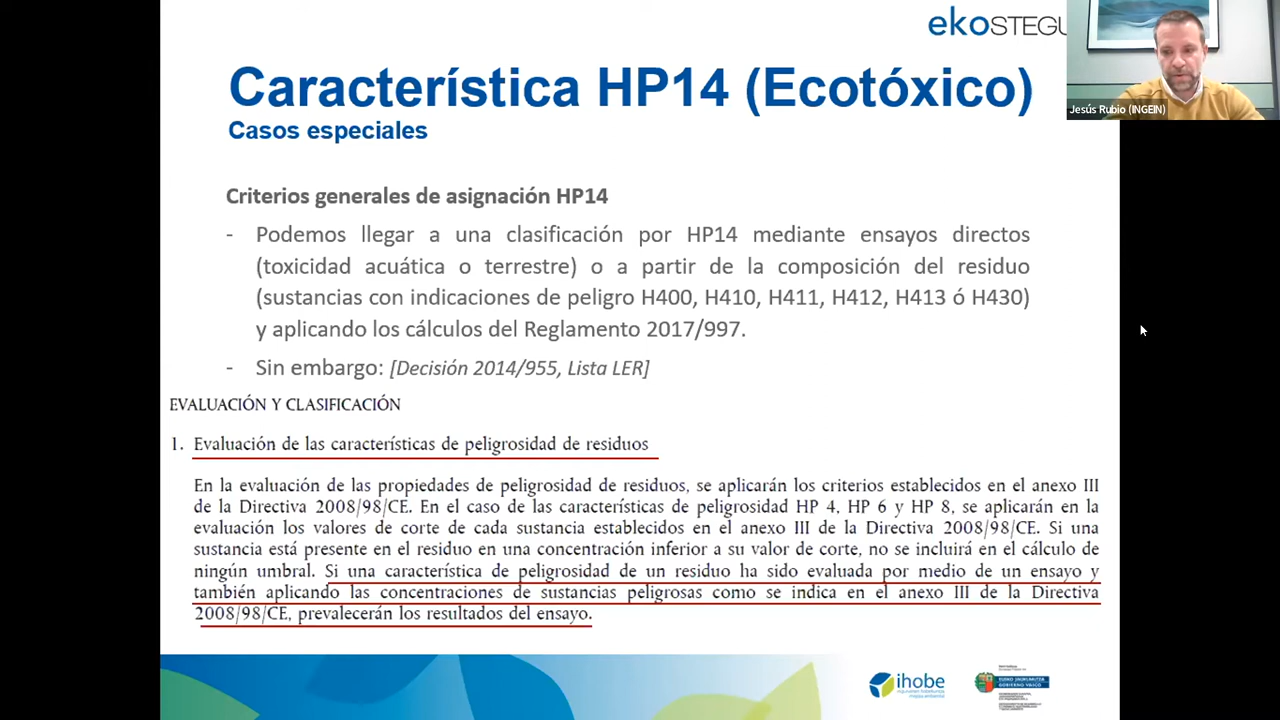 ekoSTEGU
Característica HP14 (Ecotóxico)
Jesús Rubio (INGEIN)
Casos especiales
Criterios generales de asignación HP14
- Podemos llegar a una clasificación por HP14 mediante ensayos directos
(toxicidad acuática o terrestre) o a partir de la composición del residuo
(sustancias con indicaciones de peligro H400, H410, H411, H412, H413 ó H430)
y aplicando los cálculos del Reglamento 2017/997.
- Sin embargo: [Decisión 2014/955, Lista LER]
EVALUACIÓN Y CLASIFICACIÓN
1. Evaluación de las características de peligrosidad de residuos
En la evaluación de las propiedades de peligrosidad de residuos, se aplicarán los criterios establecidos en el anexo III
de la Directiva 2008/98/CE. En el caso de las características de peligrosidad HP 4, HP 6 y HP 8, se aplicarán en la
evaluación los valores de corte de cada sustancia establecidos en el anexo III de la Directiva 2008/98/CE. Si una
sustancia está presente en el residuo en una concentración inferior a su valor de corte, no se incluirá en el cálculo de
ningún umbral. Si una característica de peligrosidad de un residuo ha sido evaluada por medio de un ensayo y
también aplicando las concentraciones de sustancias peligrosas como se indica en el anexo III de la Directiva
2008/98/CE, prevalecerán los resultados del ensayo.
ihobe
EUSKO JAURLARITZA
GOBIERNO VASCO